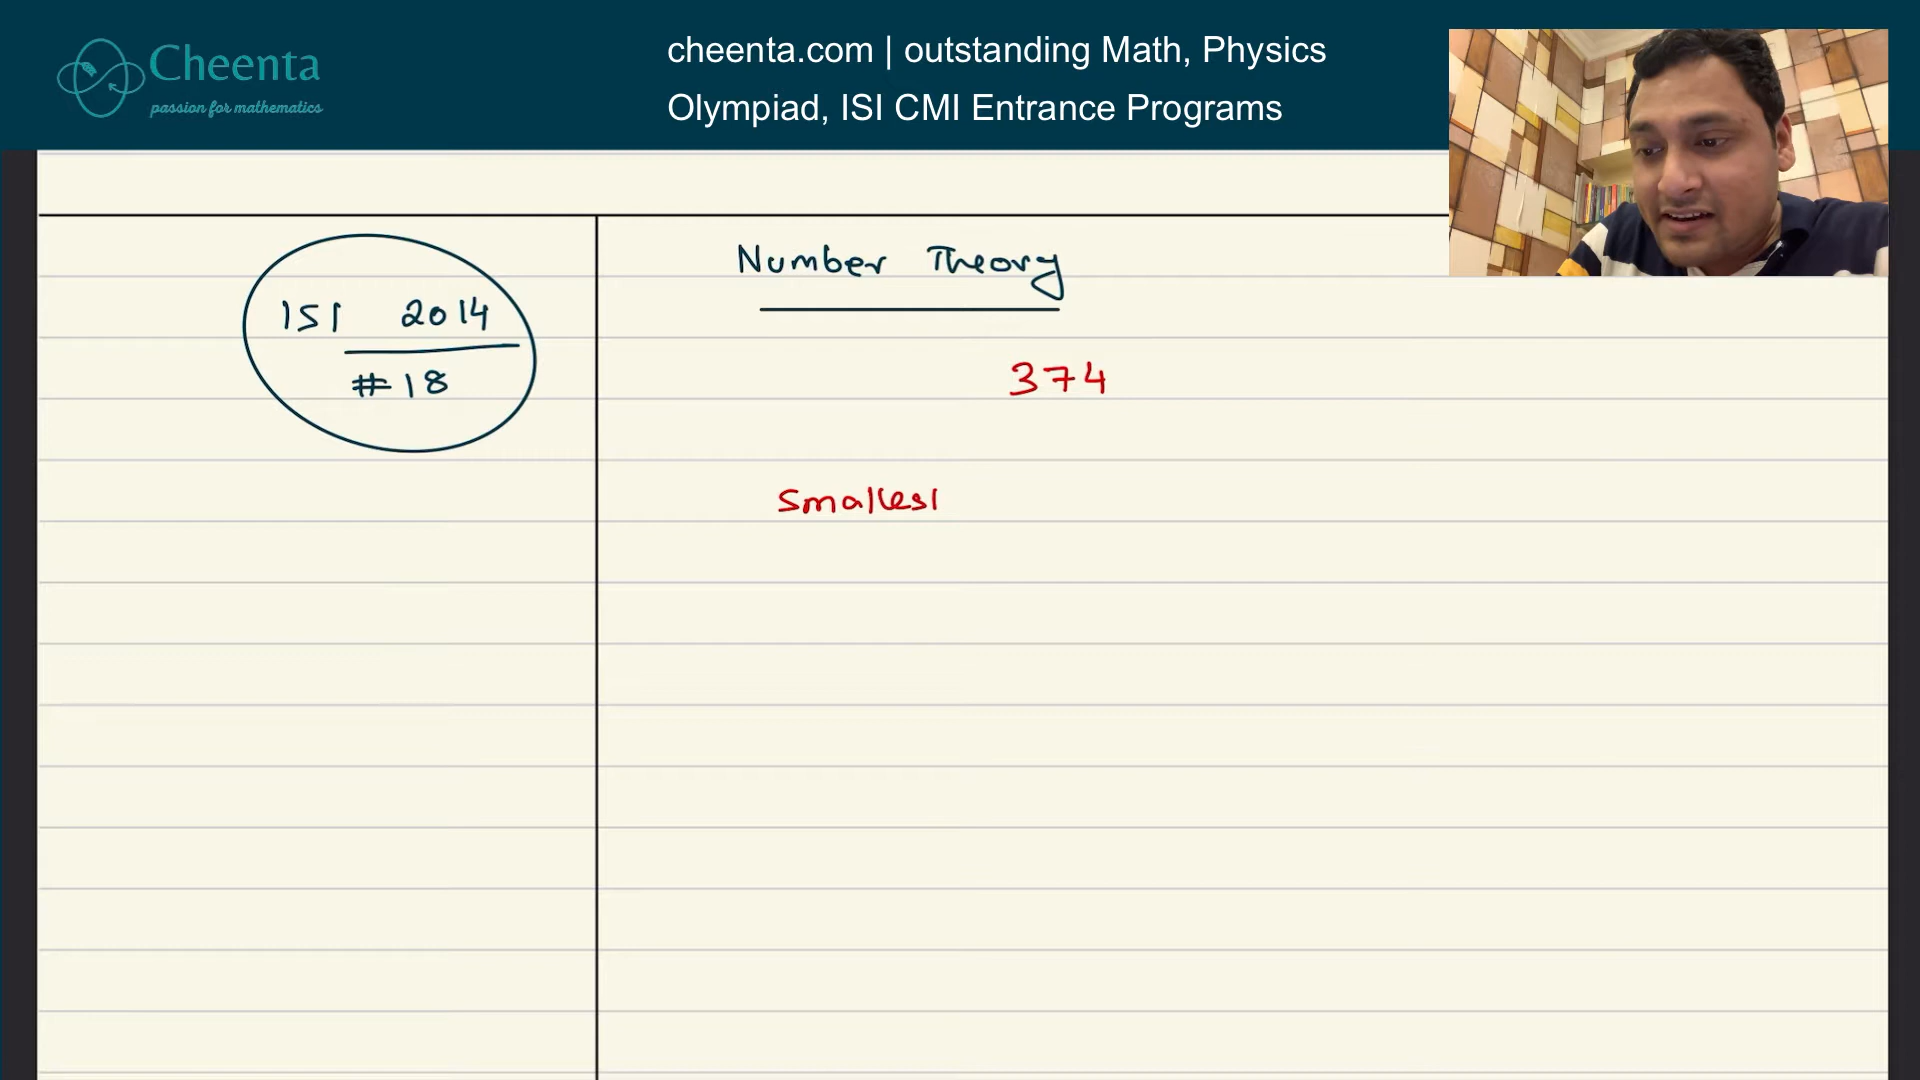 Cheenta
passion for mathematics
cheenta.com | outstanding Math, Physics
Olympiad, ISI CMI Entrance Programs
ISI 2014
#18
Number Theory
374
Smallest